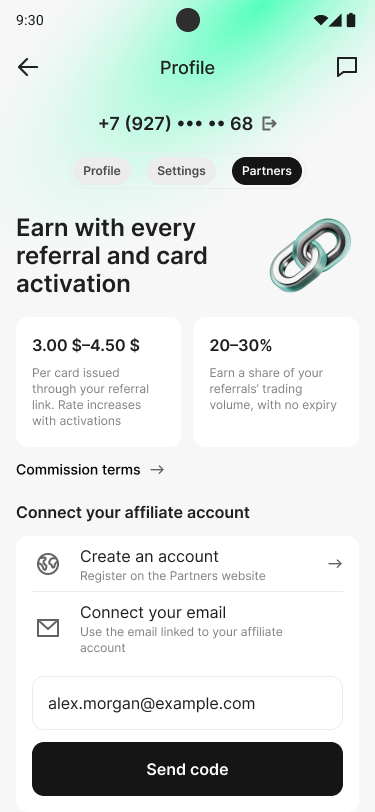 9:30
Profile
+7 (927) ••• •• 68
Profile
Settings
Partners
Earn with every
referral and card
activation
3.00 $–4.50 $
Per card issued
through your referral
link. Rate increases
with activations
20–30%
Earn a share of your
referrals’ trading
volume, with no expiry
Commission terms →
Connect your affiliate account
Create an account
Register on the Partners website
Connect your email
Use the email linked to your affiliate
account
alex.morgan@example.com
Send code